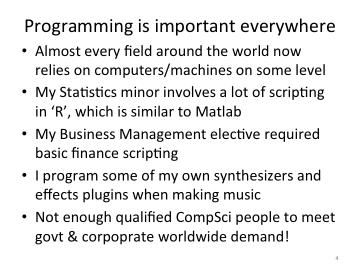 Programming is important everywhere
• Almost every field around the world now
relies on computers/machines on some level
• My Statistics minor involves a lot of scripting
in ‘R’, which is similar to Matlab
• My Business Management elective required
basic finance scripting
• I program some of my own synthesizers and
effects plugins when making music
• Not enough qualified CompSci people to meet
govt & corpoprate worldwide demand!
4